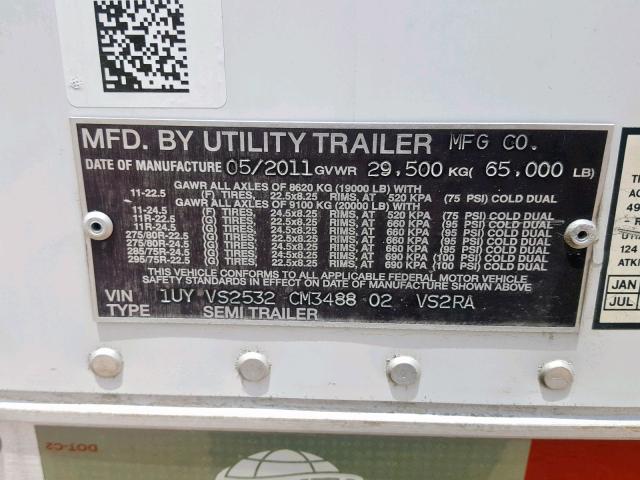 MFD. BY UTILITY TRAILER MFG CO.
DATE OF MANUFACTURE 05/2011 GVWR 29,500 KG( 65,000 LB)
GAWR ALL AXLES OF 8620 KG (19000 LB) WITH
11-22.5 (F) TIRES, 22.5x8.25 RIMS, AT 520 KPA (75 PSI) COLD DUAL
GAWR ALL AXLES OF 9100 KG (20000 LB) WITH
11-24.5 (F) TIRES, 24.5x8.25 RIMS, AT 520 KPA (75 PSI) COLD DUAL
11R-22.5 (G) TIRES, 22.5x8.25 RIMS, AT 660 KPA (95 PSI) COLD DUAL
11R-24.5 (G) TIRES, 24.5x8.25 RIMS, AT 660 KPA (95 PSI) COLD DUAL
275/80R-22.5 (G) TIRES, 22.5x8.25 RIMS, AT 660 KPA (95 PSI) COLD DUAL
275/80R-24.5 (G) TIRES, 24.5x8.25 RIMS, AT 660 KPA (95 PSI) COLD DUAL
285/75R-24.5 (G) TIRES, 24.5x8.25 RIMS, AT 660 KPA (95 PSI) COLD DUAL
295/75R-22.5 (G) TIRES, 22.5x8.25 RIMS, AT 690 KPA (100 PSI) COLD DUAL
THIS VEHICLE CONFORMS TO ALL APPLICABLE FEDERAL MOTOR VEHICLE
SAFETY STANDARDS IN EFFECT ON DATE OF MANUFACTURE SHOWN ABOVE
VIN 1UY VS2532 CM3488 02 VS2RA
TYPE SEMI TRAILER
49
124
ATK
JAN
JUL
DOT-C2